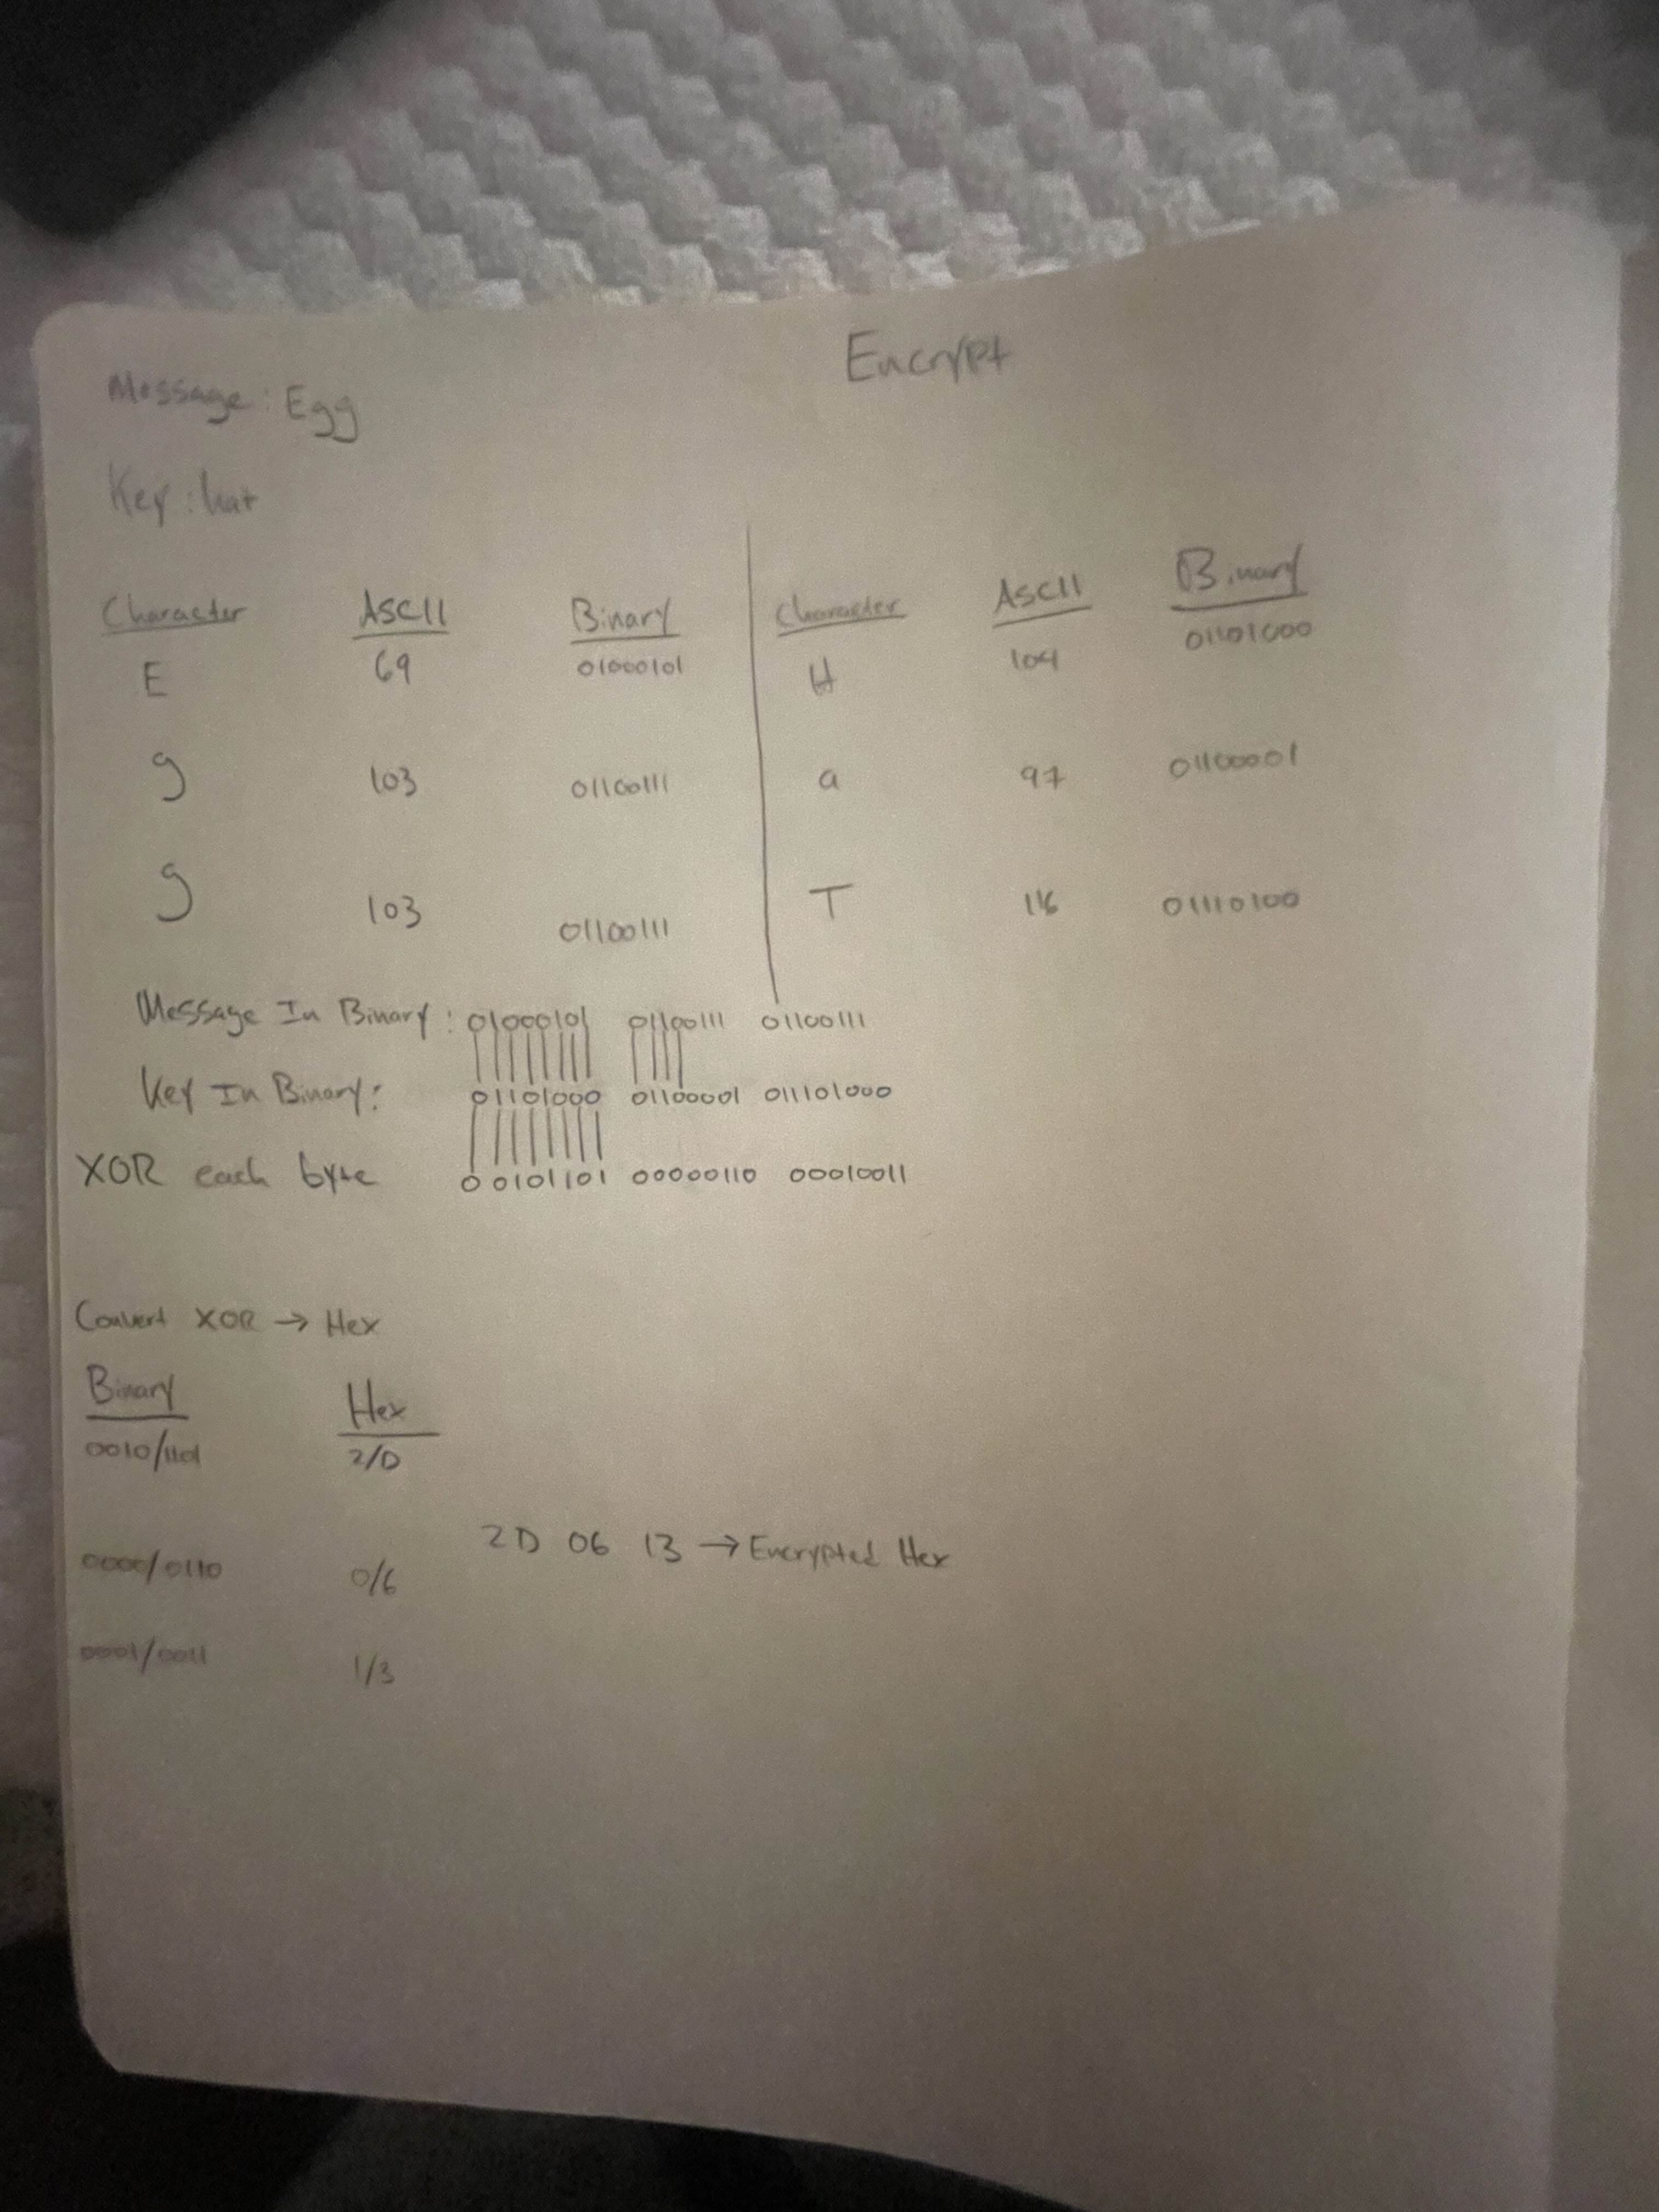 Encrypt
Message: Egg
Key: hat
Character ASCII Binary Character ASCII Binary
E 69 01000101 H 104 01101000
g 103 01100111 a 97 01100001
g 103 01100111 T 116 01110100
Message In Binary: 01000101 01100111 01100111
Key In Binary: 01101000 01100001 011101000
XOR each byte 00101101 00000110 00010011
Convert XOR → Hex
Binary Hex
0010/1101 2/D
2D 06 13 → Encrypted Hex
0000/0110 0/6
0001/0011 1/3